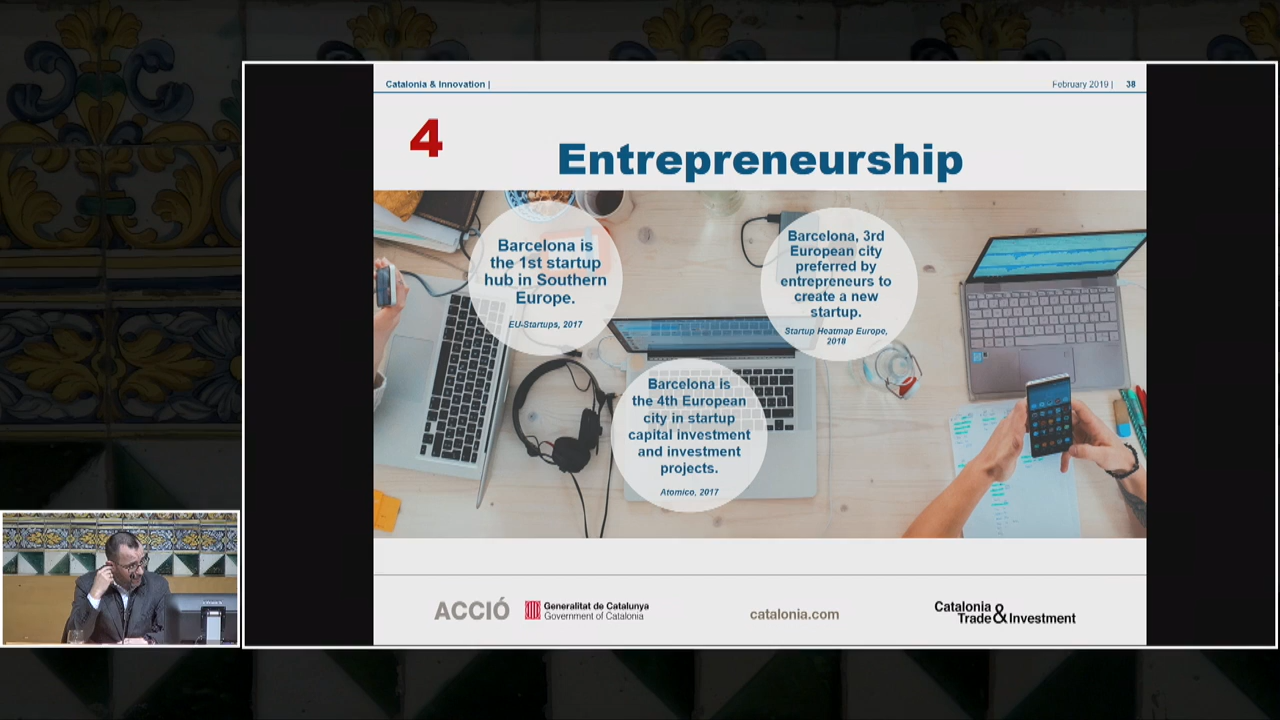 Catalonia & Innovation |
February 2019 | 38
4
Entrepreneurship
Barcelona is
the 1st startup
hub in Southern
Europe.
EU-Startups, 2017
Barcelona, 3rd
European city
preferred by
entrepreneurs to
create a new
startup.
Startup Heatmap Europe,
2018
Barcelona is
the 4th European
city in startup
capital investment
and investment
projects.
Atomico, 2017
ACCIÓ
Generalitat de Catalunya
Government of Catalonia
catalonia.com
Catalonia
Trade & Investment